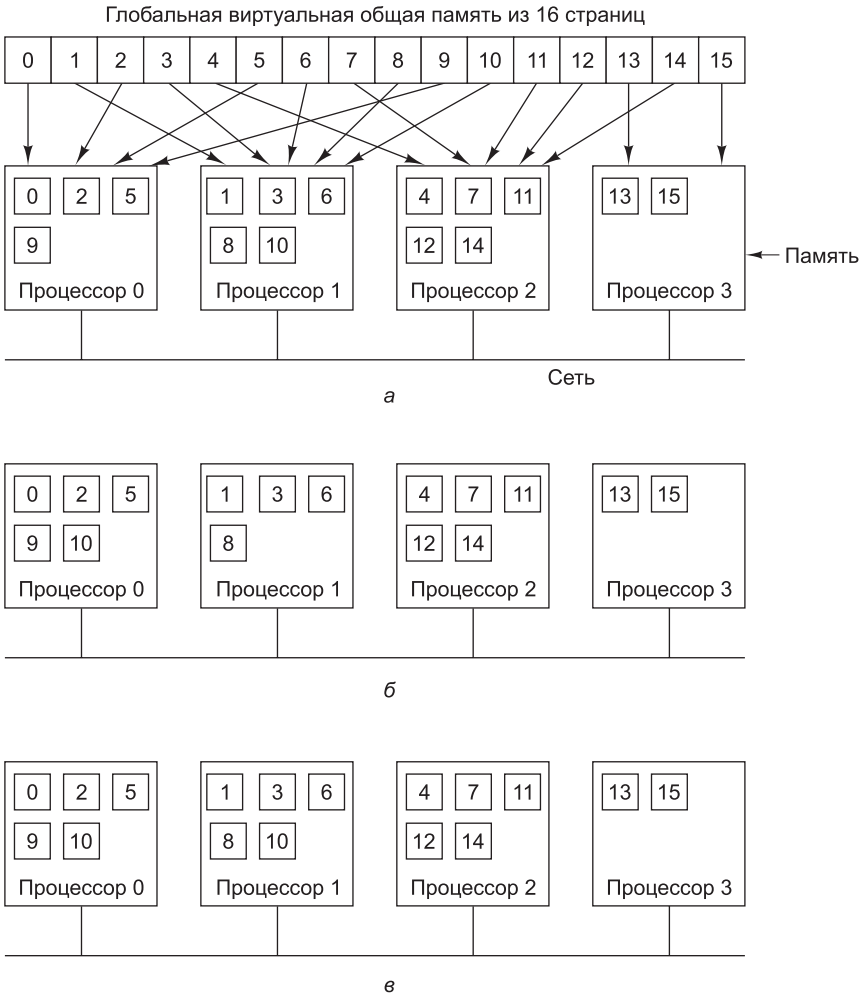 Глобальная виртуальная общая память из 16 страниц
0 1 2 3 4 5 6 7 8 9 10 11 12 13 14 15
0 2 5 1 3 6 4 7 11 13 15
9 8 10 12 14
Память
Процессор 0 Процессор 1 Процессор 2 Процессор 3
Сеть
а
0 2 5 1 3 6 4 7 11 13 15
9 10 8 12 14
Процессор 0 Процессор 1 Процессор 2 Процессор 3
б
0 2 5 1 3 6 4 7 11 13 15
9 10 8 10 12 14
Процессор 0 Процессор 1 Процессор 2 Процессор 3
в